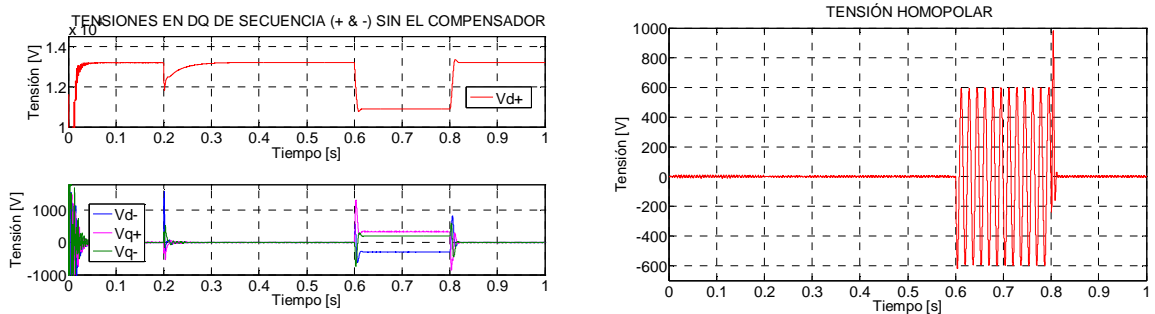 TENSIONES EN DQ DE SECUENCIA (+ & -) SIN EL COMPENSADOR
x 10
1.4
1.2
1
Tensión [V]
Vd+
0 0.1 0.2 0.3 0.4 0.5 0.6 0.7 0.8 0.9 1
Tiempo [s]
1000
0
-1000
Tensión [V]
Vd-
Vq+
Vq-
0 0.1 0.2 0.3 0.4 0.5 0.6 0.7 0.8 0.9 1
Tiempo [s]
TENSIÓN HOMOPOLAR
1000
800
600
400
200
0
-200
-400
-600
Tensión [V]
0 0.1 0.2 0.3 0.4 0.5 0.6 0.7 0.8 0.9 1
Tiempo [s]